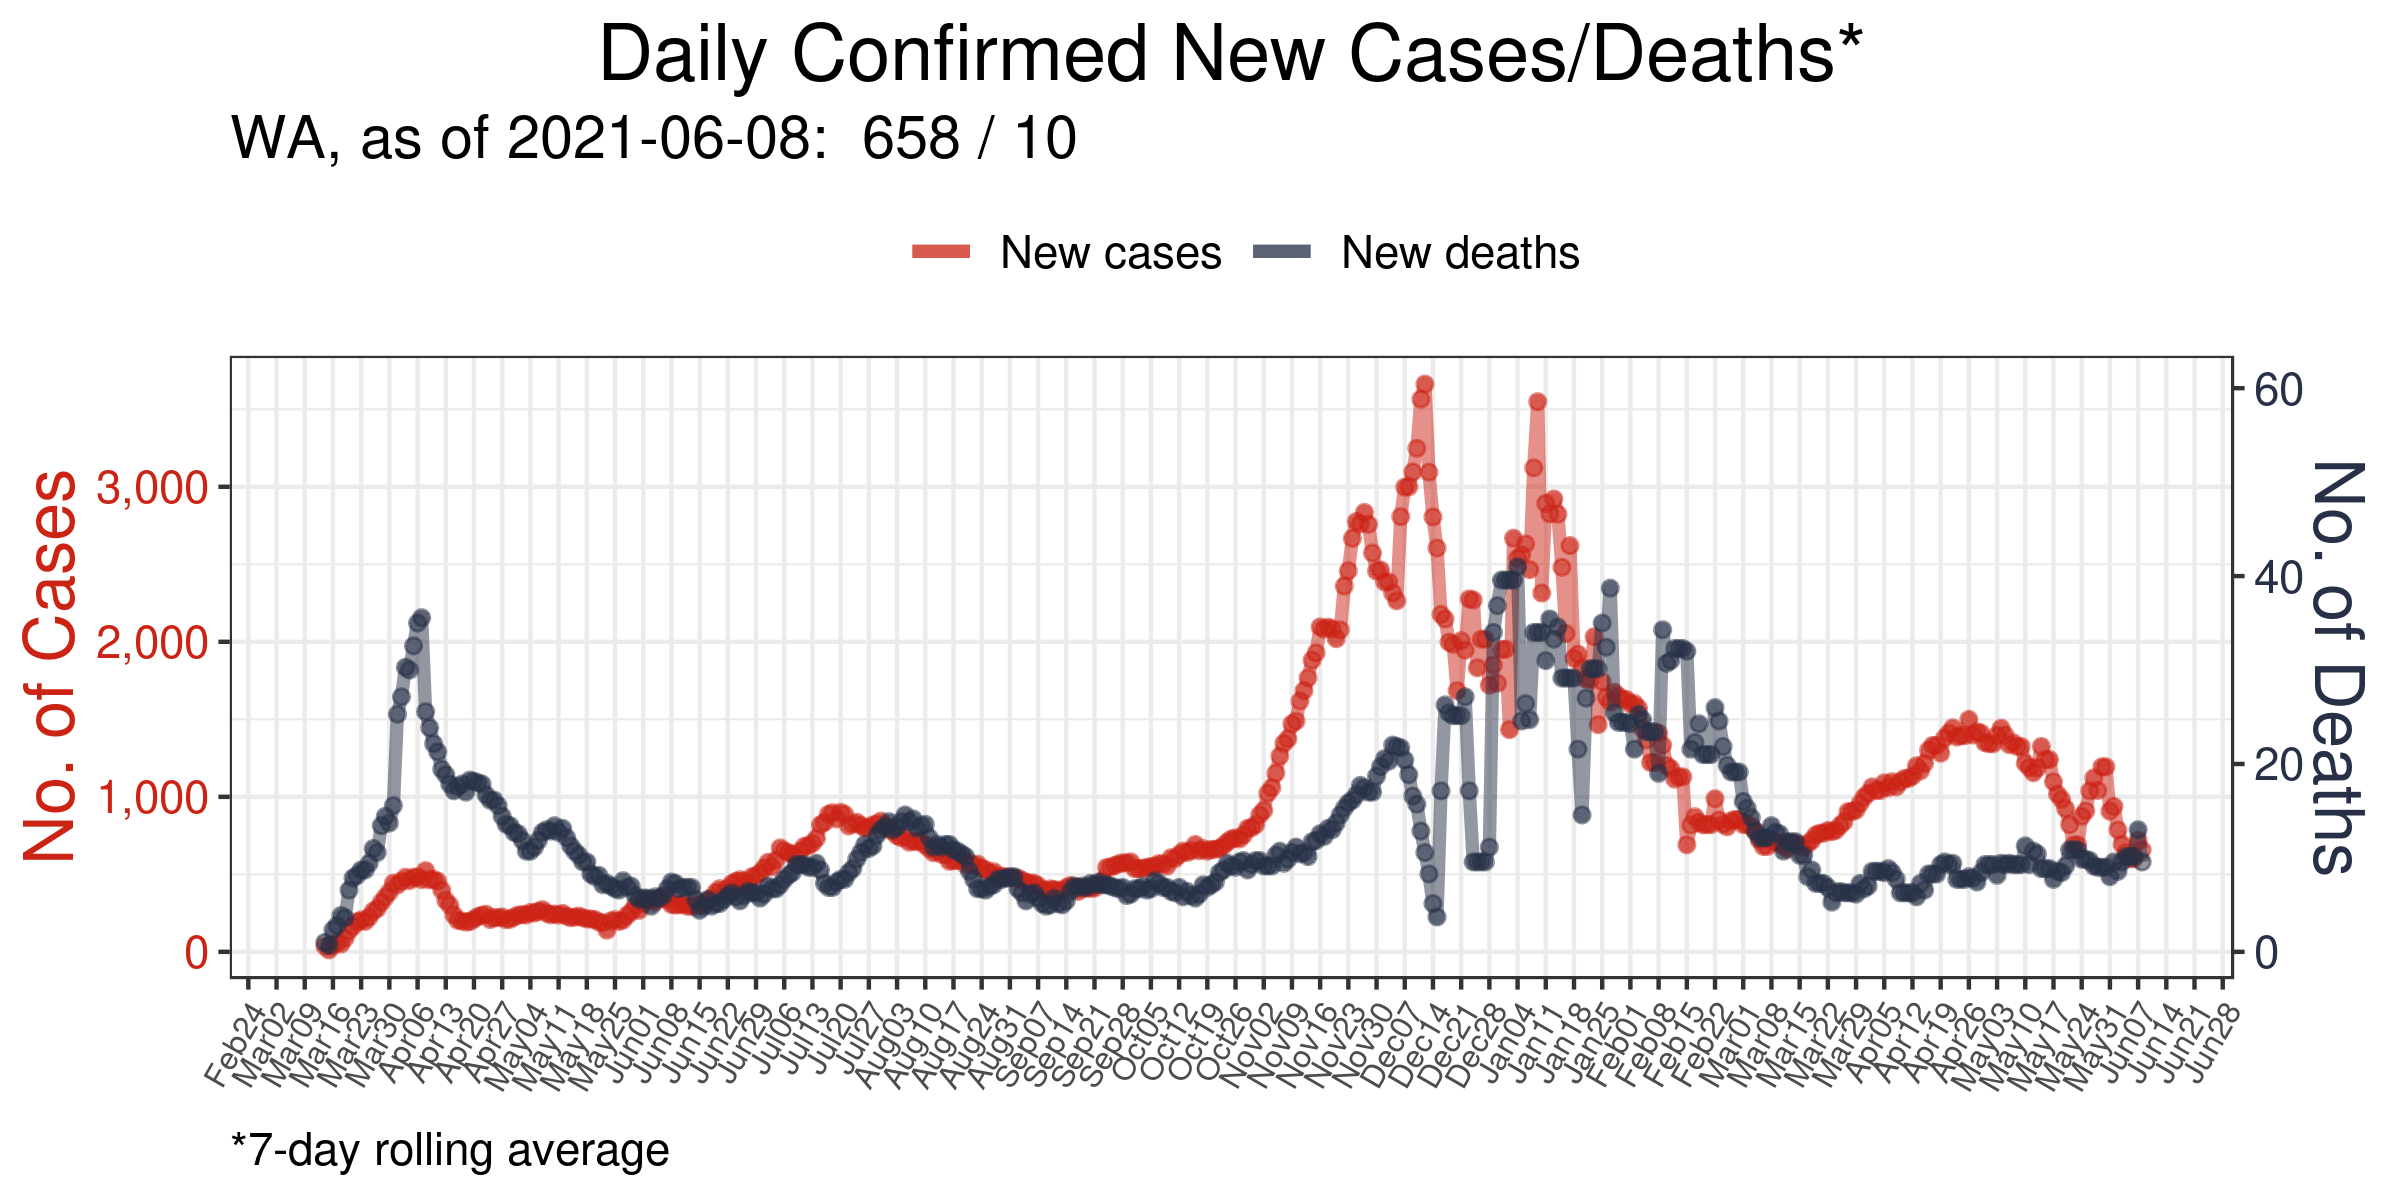 Daily Confirmed New Cases/Deaths*
WA, as of 2021-06-08:  658 / 10
New cases New deaths
No. of Cases
3,000
2,000
1,000
0
60
40
20
0
No. of Deaths
Feb24 Mar02 Mar09 Mar16 Mar23 Mar30 Apr06 Apr13 Apr20 Apr27 May04 May11 May18 May25 Jun01 Jun08 Jun15 Jun22 Jun29 Jul06 Jul13 Jul20 Jul27 Aug03 Aug10 Aug17 Aug24 Aug31 Sep07 Sep14 Sep21 Sep28 Oct05 Oct12 Oct19 Oct26 Nov02 Nov09 Nov16 Nov23 Nov30 Dec07 Dec14 Dec21 Dec28 Jan04 Jan11 Jan18 Jan25 Feb01 Feb08 Feb15 Feb22 Mar01 Mar08 Mar15 Mar22 Mar29 Apr05 Apr12 Apr19 Apr26 May03 May10 May17 May24 May31 Jun07 Jun14 Jun21 Jun28
*7-day rolling average